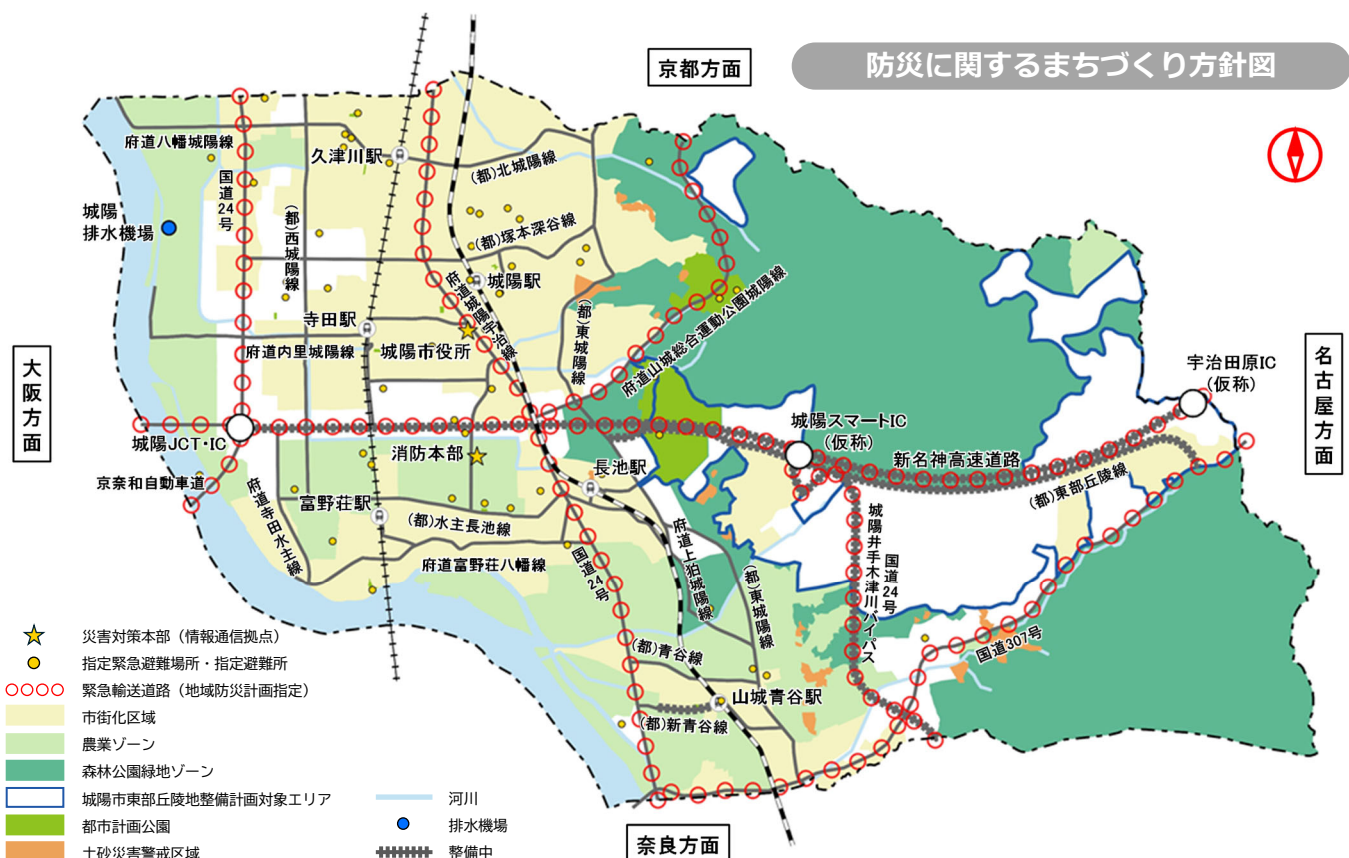 防災に関するまちづくり方針図
京都方面
大阪方面
名古屋方面
奈良方面
府道八幡城陽線
久津川駅
(都)北城陽線
国道24号
城陽
排水機場
(都)西城陽線
(都)塚本深谷線
城陽駅
府道城陽宇治線
寺田駅
城陽市役所
府道内里城陽線
(都)東城陽線
府道山城総合運動公園城陽線
宇治田原IC
(仮称)
城陽JCT・IC
城陽スマートIC
(仮称)
消防本部
長池駅
新名神高速道路
(都)東部丘陵線
京奈和自動車道
府道寺田水主線
富野荘駅
(都)水主長池線
府道富野荘八幡線
国道24号
府道上狛城陽線
(都)東城陽線
国道24号
城陽井手木津川バイパス
国道307号
(都)青谷線
山城青谷駅
(都)新青谷線
災害対策本部（情報通信拠点）
指定緊急避難場所・指定避難所
緊急輸送道路（地域防災計画指定）
市街化区域
農業ゾーン
森林公園緑地ゾーン
城陽市東部丘陵地整備計画対象エリア
都市計画公園
土砂災害警戒区域
河川
排水機場
整備中